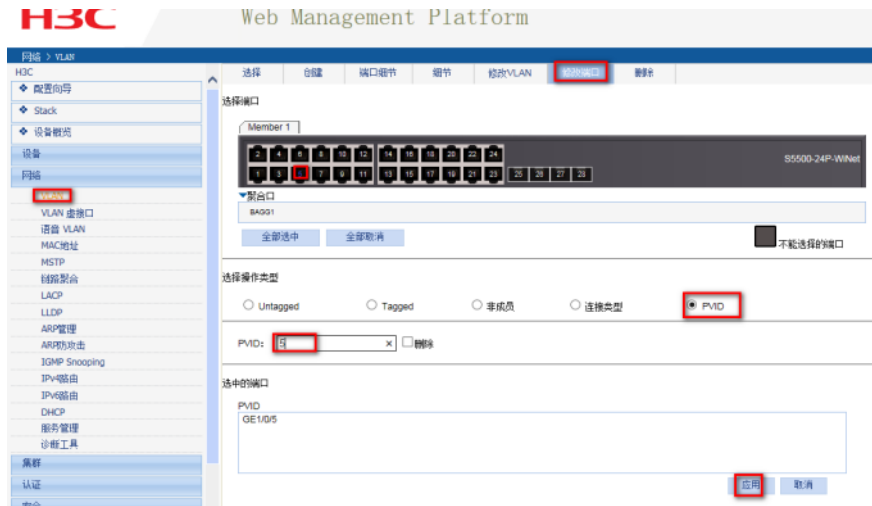 H3C
Web Management Platform
网络 > VLAN
H3C
配置向导
Stack
设备概览
设备
网络
VLAN
VLAN 虚接口
语音 VLAN
MAC地址
MSTP
链路聚合
LACP
LLDP
ARP管理
ARP防攻击
IGMP Snooping
IPv4路由
IPv6路由
DHCP
服务管理
诊断工具
集群
认证
安全
选择 创建 端口细节 细节 修改VLAN 修改端口 删除
选择端口
Member 1
2 4 6 8 10 12 14 16 18 20 22 24
1 3 5 7 9 11 13 15 17 19 21 23 25 26 27 28
S5500-24P-WiNet
聚合口
BAGG1
全部选中 全部取消
不能选择的端口
选择操作类型
Untagged Tagged 非成员 连接类型 PVID
PVID: 5 × 删除
选中的端口
PVID
GE1/0/5
应用 取消